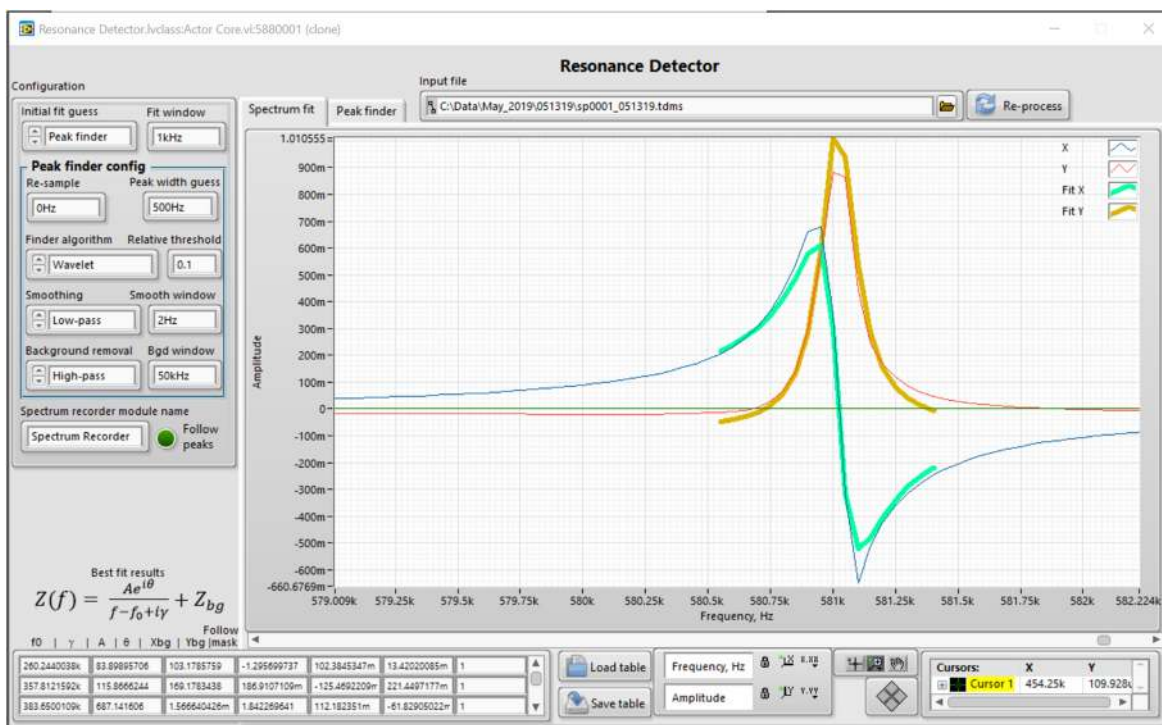 Resonance Detector.lvclass:Actor Core.vi:5880001 (clone)
Resonance Detector
Configuration
Input file
C:\Data\May_2019\051319\sp0001_051319.tdms
Re-process
Initial fit guess
Fit window
Peak finder
1kHz
Peak finder config
Re-sample
Peak width guess
0Hz
500Hz
Finder algorithm
Relative threshold
Wavelet
0.1
Smoothing
Smooth window
Low-pass
2Hz
Background removal
Bgd window
High-pass
50kHz
Spectrum recorder module name
Spectrum Recorder
Follow
peaks
Spectrum fit
Peak finder
1.010555
900m
800m
700m
600m
500m
400m
300m
200m
100m
0
-100m
-200m
-300m
-400m
-500m
-600m
-660.6769m
Amplitude
X
Y
Fit X
Fit Y
579.009k 579.25k 579.5k 579.75k 580k 580.25k 580.5k 580.75k 581k 581.25k 581.5k 581.75k 582k 582.224k
Frequency, Hz
Best fit results
Z(f) = Ae^{iθ} / (f−f₀+iγ) + Z_{bg}
Follow
f0 | γ | A | θ | Xbg | Ybg |mask
260.2440038k 83.89895706 103.1785759 -1.295699737 102.3845347m 13.42020085m 1
357.8121592k 115.8666244 169.1783438 186.9107109m -125.4692209m 221.4497177m 1
383.6500109k 687.141606 1.566640426m 1.842269641 112.182351m -61.82905022m 1
Load table
Save table
Frequency, Hz
Amplitude
Cursors: X Y
Cursor 1 454.25k 109.928